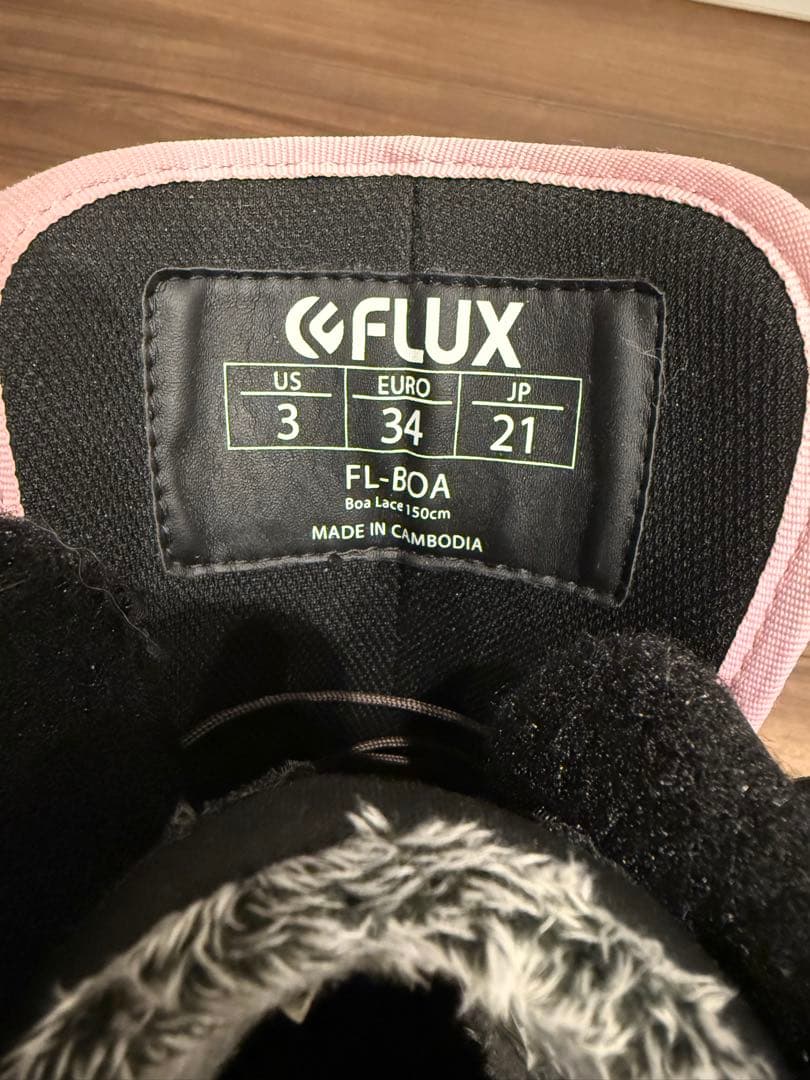 FLUX
US EURO JP
3 34 21
FL-BOA
Boa Lace 150cm
MADE IN CAMBODIA